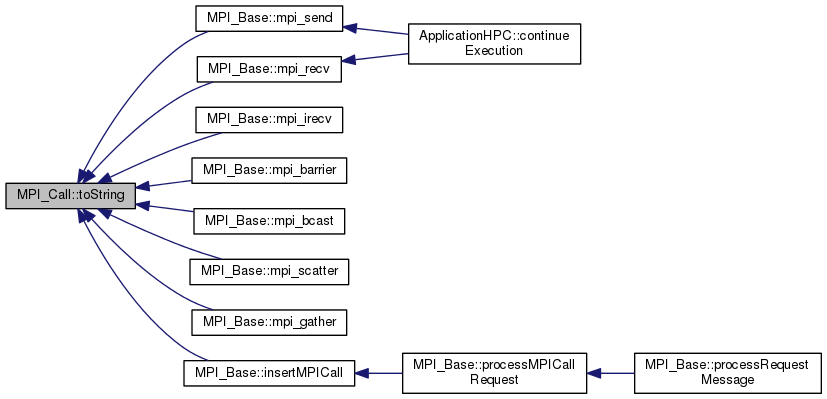 MPI_Base::mpi_send
ApplicationHPC::continue
Execution
MPI_Base::mpi_recv
MPI_Base::mpi_irecv
MPI_Base::mpi_barrier
MPI_Call::toString
MPI_Base::mpi_bcast
MPI_Base::mpi_scatter
MPI_Base::mpi_gather
MPI_Base::insertMPICall
MPI_Base::processMPICall
Request
MPI_Base::processRequest
Message